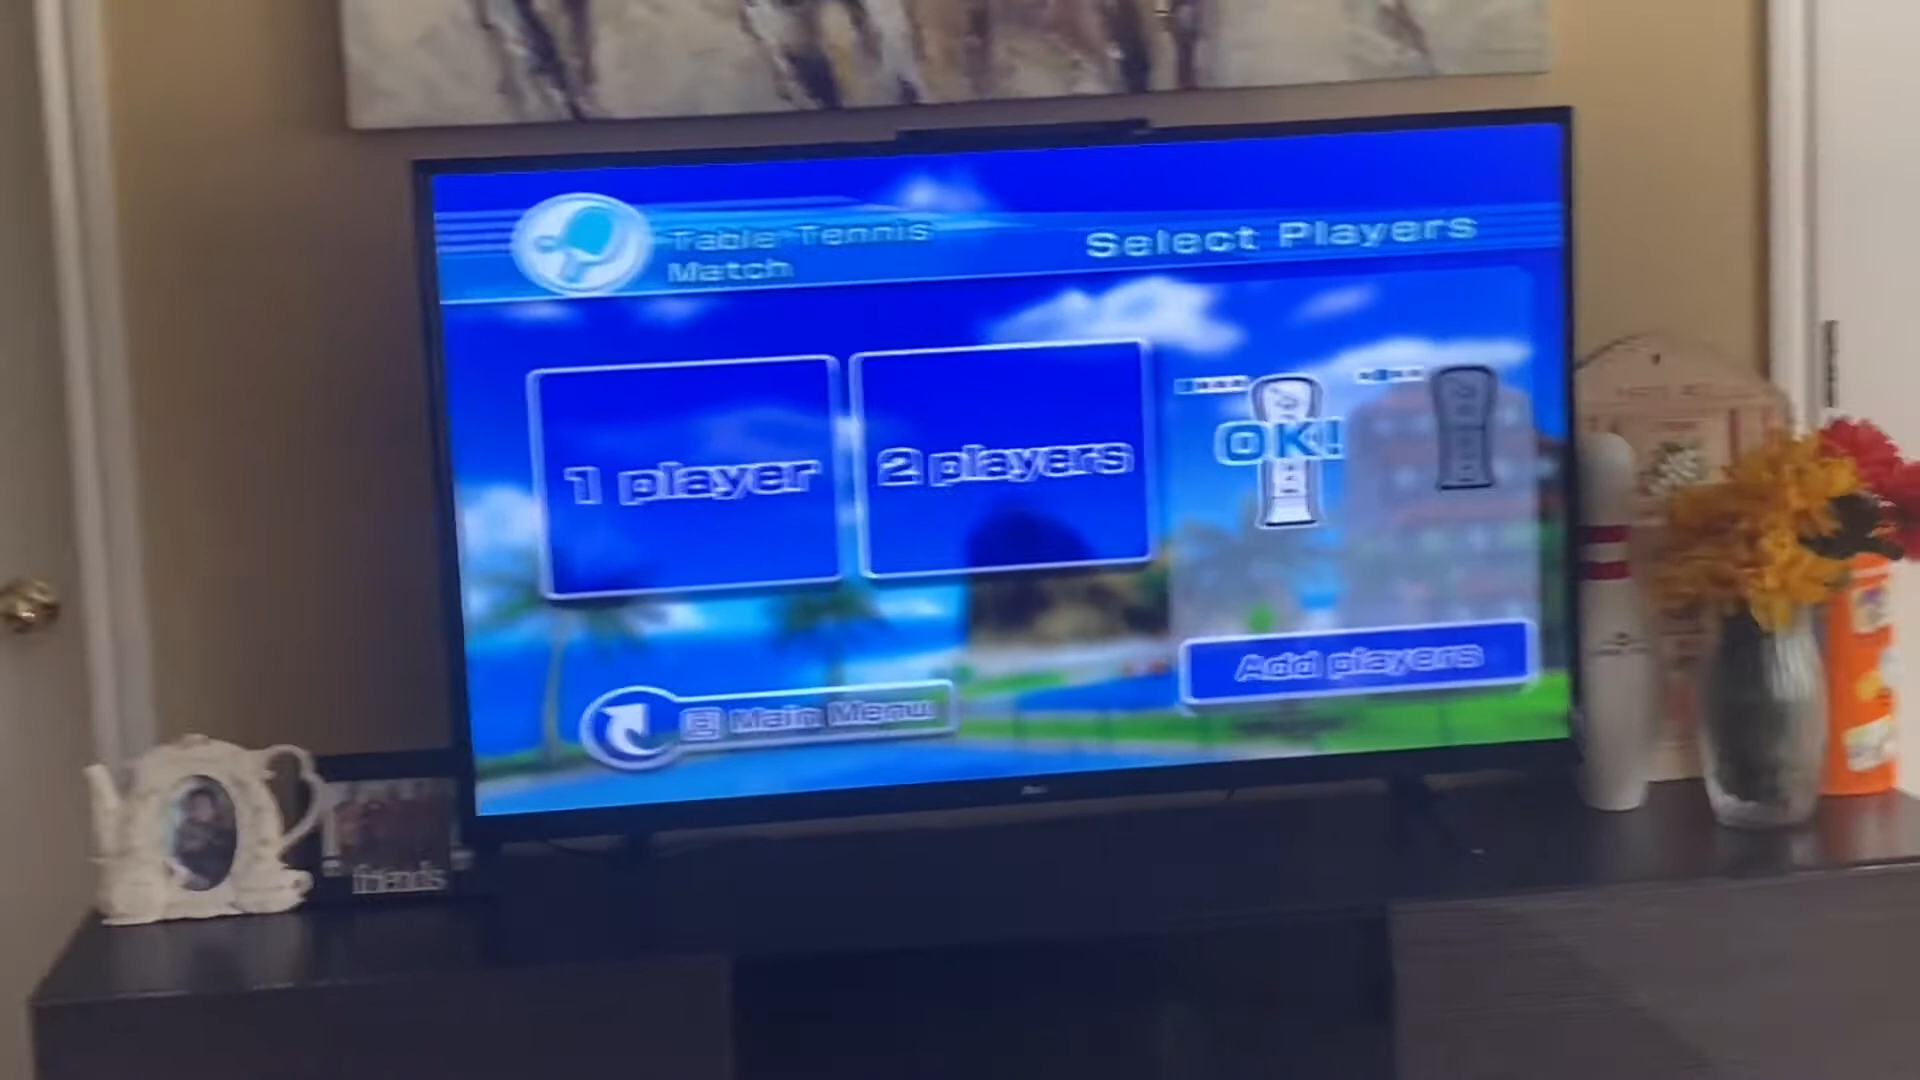 Table Tennis
Match
Select Players
1 player
2 players
OK!
Add players
B Main Menu
friends